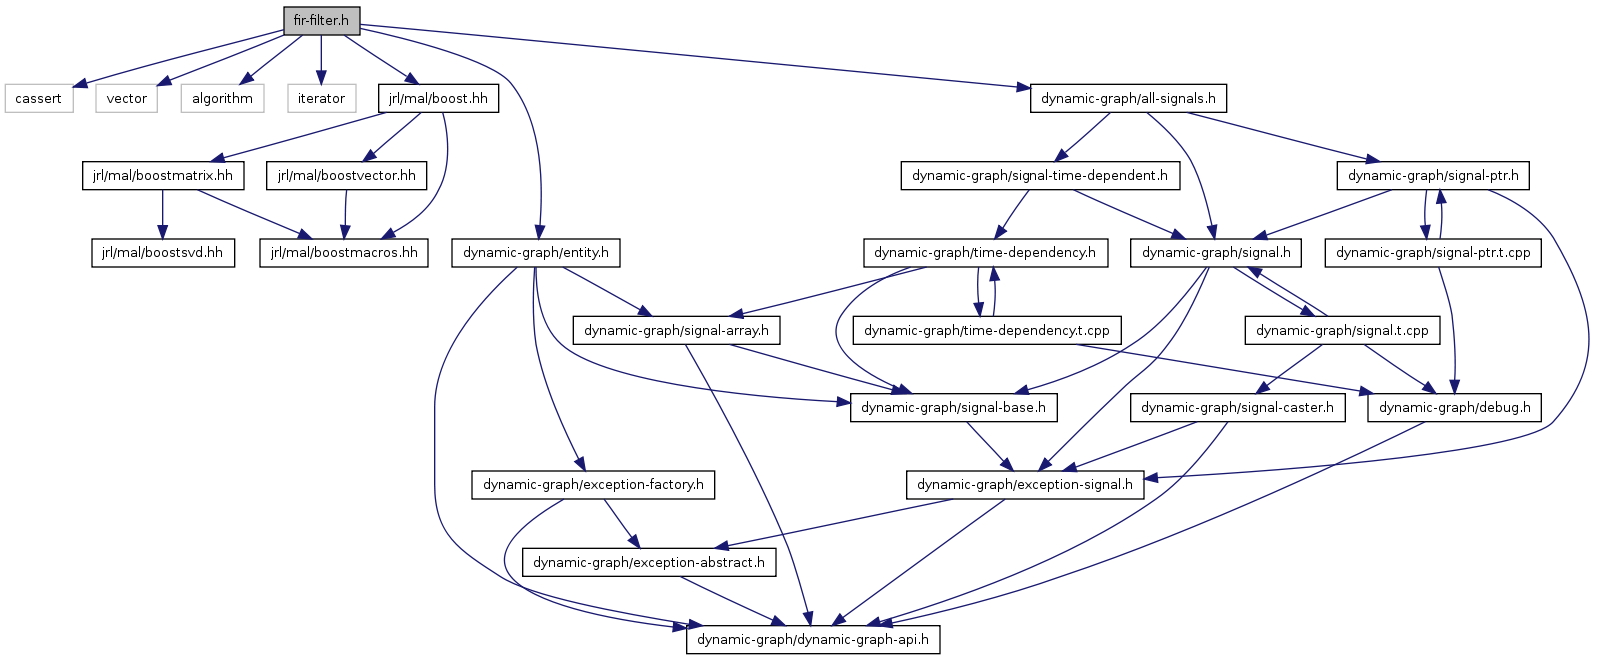 fir-filter.h
cassert
vector
algorithm
iterator
jrl/mal/boost.hh
dynamic-graph/all-signals.h
jrl/mal/boostmatrix.hh
jrl/mal/boostvector.hh
dynamic-graph/signal-time-dependent.h
dynamic-graph/signal-ptr.h
jrl/mal/boostsvd.hh
jrl/mal/boostmacros.hh
dynamic-graph/entity.h
dynamic-graph/time-dependency.h
dynamic-graph/signal.h
dynamic-graph/signal-ptr.t.cpp
dynamic-graph/signal-array.h
dynamic-graph/time-dependency.t.cpp
dynamic-graph/signal.t.cpp
dynamic-graph/signal-base.h
dynamic-graph/signal-caster.h
dynamic-graph/debug.h
dynamic-graph/exception-factory.h
dynamic-graph/exception-signal.h
dynamic-graph/exception-abstract.h
dynamic-graph/dynamic-graph-api.h